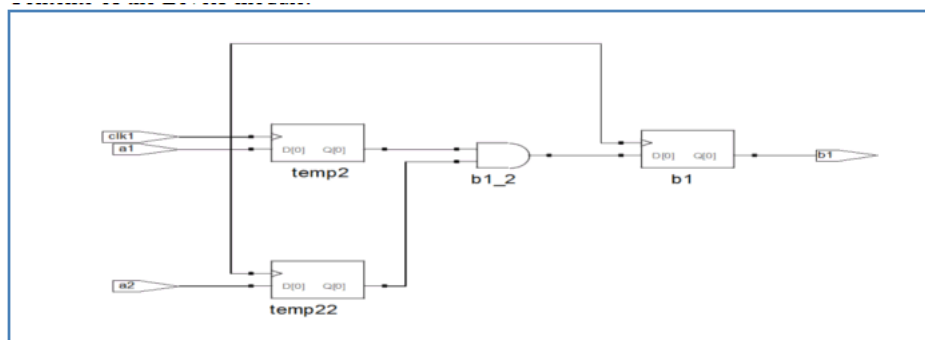 clk1
a1
D[0] Q[0]
temp2
b1_2
D[0] Q[0]
b1
b1
a2
D[0] Q[0]
temp22